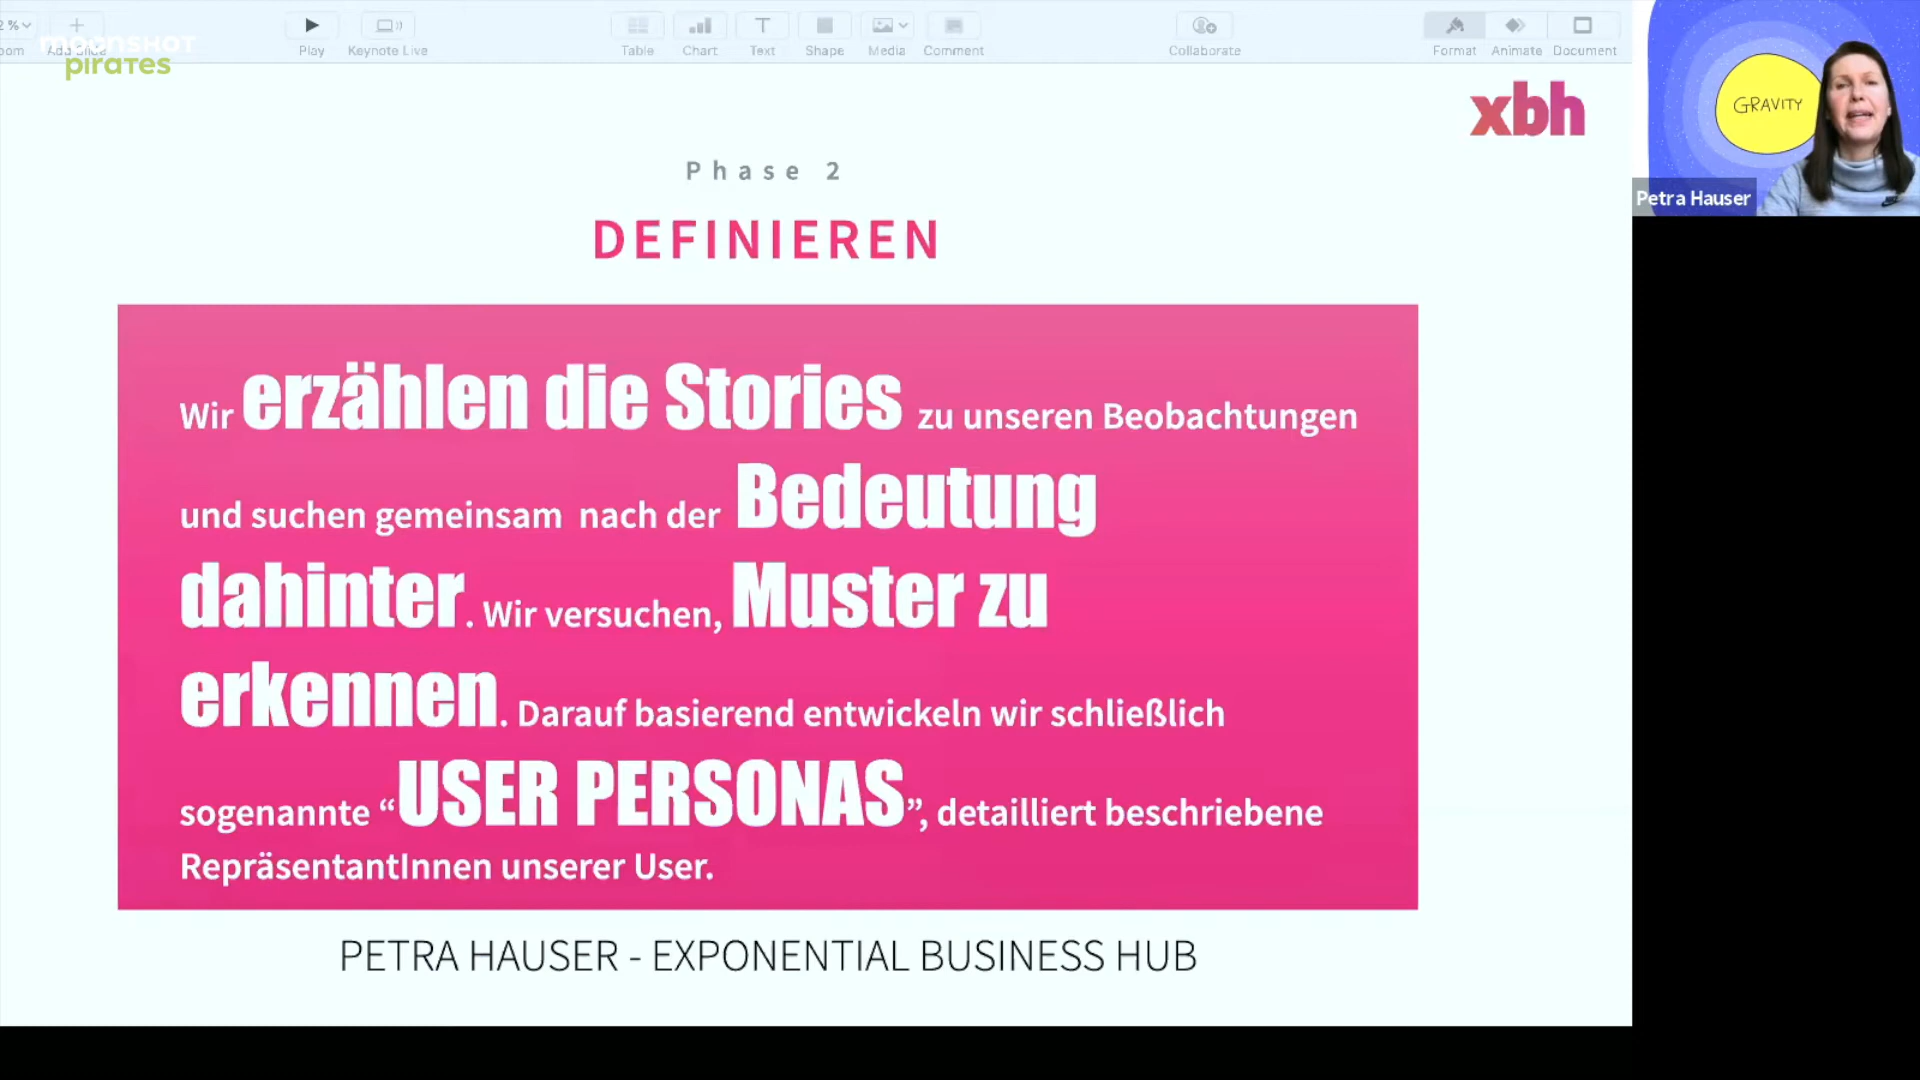 %
Play
Keynote Live
Table
Chart
Text
Shape
Media
Comment
Collaborate
Format
Animate
Document
moonshot
pirates
xbh
GRAVITY
Petra Hauser
Phase 2
DEFINIEREN
Wir erzählen die Stories zu unseren Beobachtungen
und suchen gemeinsam nach der Bedeutung
dahinter. Wir versuchen, Muster zu
erkennen. Darauf basierend entwickeln wir schließlich
sogenannte “USER PERSONAS”, detailliert beschriebene
RepräsentantInnen unserer User.
PETRA HAUSER - EXPONENTIAL BUSINESS HUB